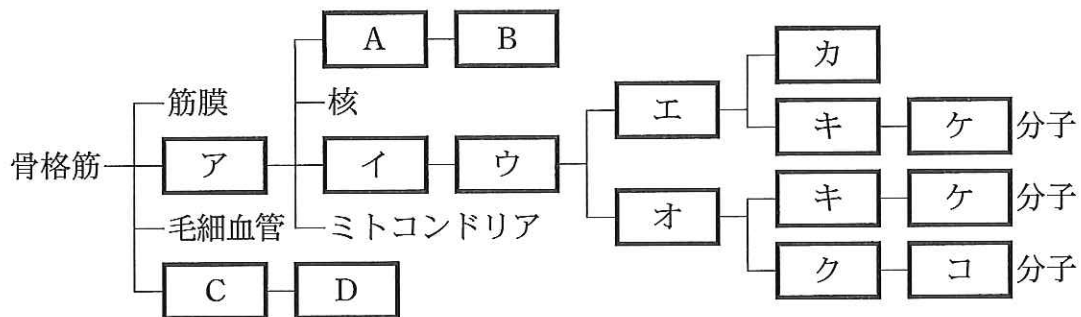 A B
カ
筋膜 核 エ
キ ケ 分子
骨格筋 ア イ ウ
キ ケ 分子
毛細血管 ミトコンドリア オ
C D ク コ 分子